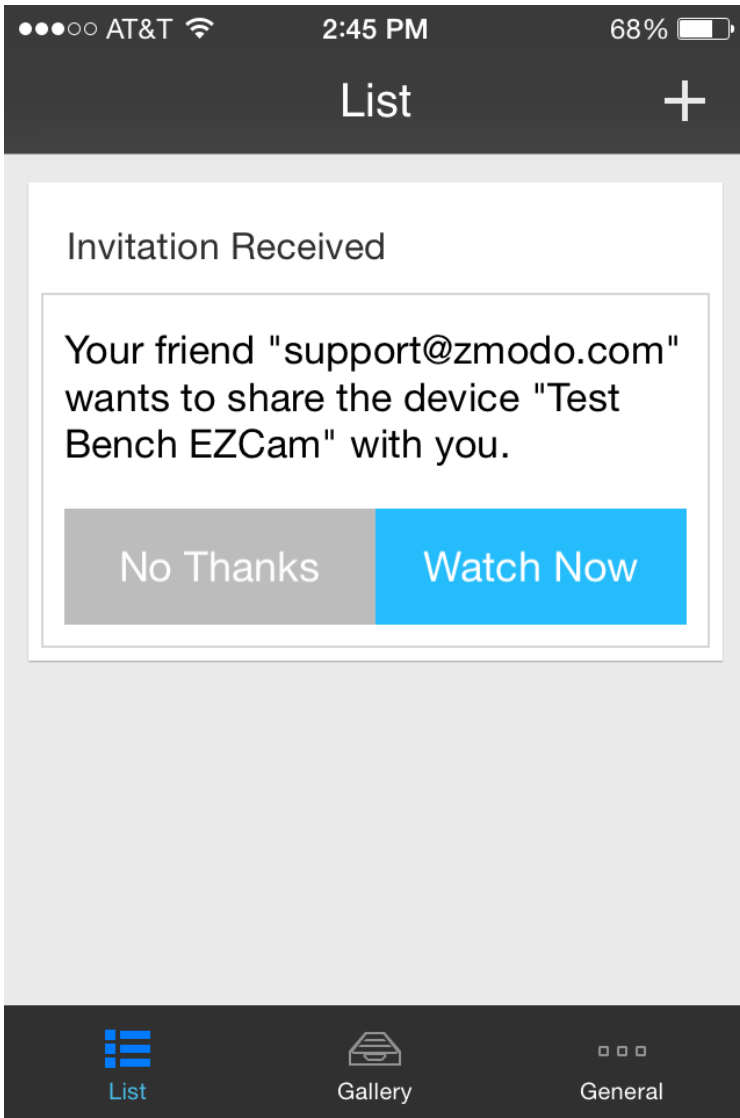 AT&T 2:45 PM 68%
List +
Invitation Received
Your friend "support@zmodo.com"
wants to share the device "Test
Bench EZCam" with you.
No Thanks Watch Now
List Gallery General